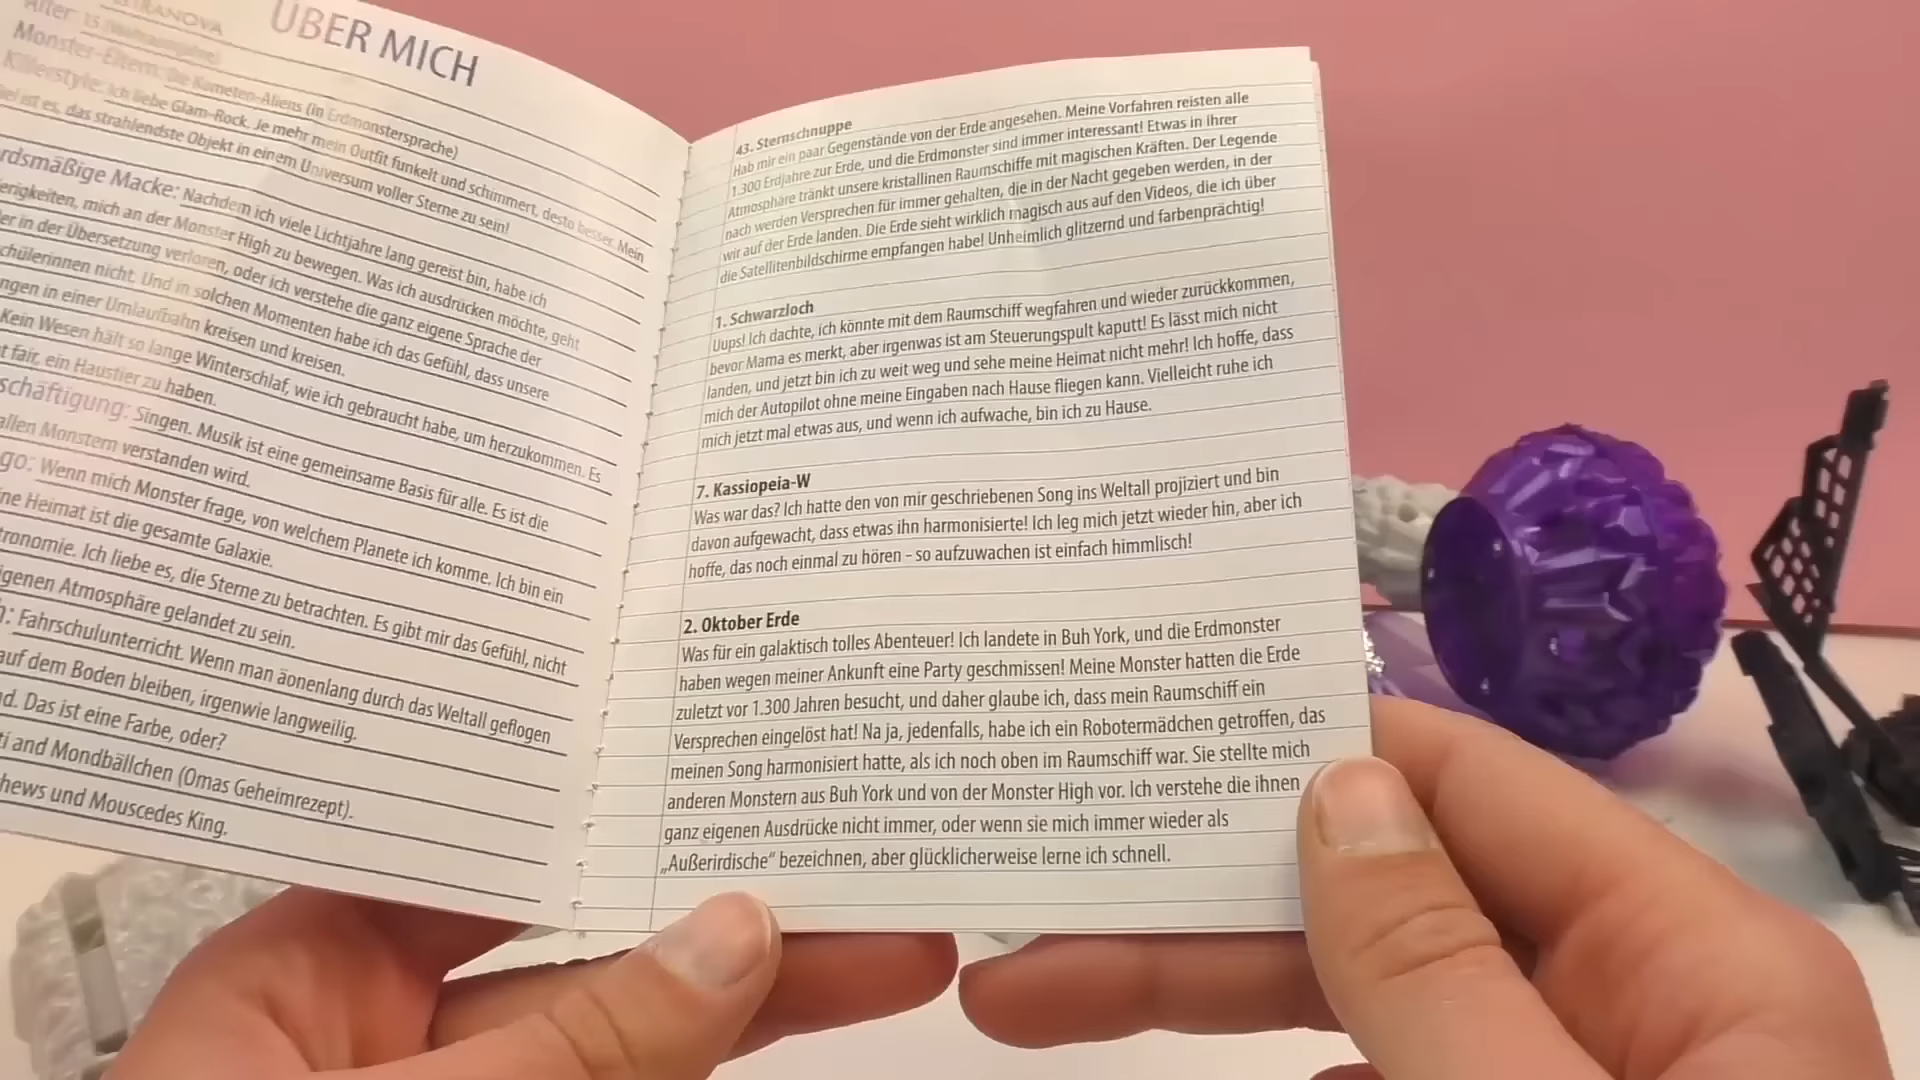 STRANOVA
ÜBER MICH
Alter: 15 (Weltraumjahre)
Monster-Eltern: Die Kometen-Aliens (in Erdmonstersprache)
Killerstyle: Ich liebe Glam-Rock. Je mehr mein Outfit funkelt und schimmert, desto besser. Mein
ist es, das strahlendste Objekt in einem Universum voller Sterne zu sein!
rdsmäßige Macke: Nachdem ich viele Lichtjahre lang gereist bin, habe ich
erigkeiten, mich an der Monster High zu bewegen. Was ich ausdrücken möchte, geht
er in der Übersetzung verloren, oder ich verstehe die ganz eigene Sprache der
chülerinnen nicht. Und in solchen Momenten habe ich das Gefühl, dass unsere
ngen in einer Umlaufbahn kreisen und kreisen.
Kein Wesen hält so lange Winterschlaf, wie ich gebraucht habe, um herzukommen. Es
t fair, ein Haustier zu haben.
schäftigung: Singen. Musik ist eine gemeinsame Basis für alle. Es ist die
allen Monstern verstanden wird.
go: Wenn mich Monster frage, von welchem Planete ich komme. Ich bin ein
ne Heimat ist die gesamte Galaxie.
tronomie. Ich liebe es, die Sterne zu betrachten. Es gibt mir das Gefühl, nicht
igenen Atmosphäre gelandet zu sein.
h: Fahrschulunterricht. Wenn man äonenlang durch das Weltall geflogen
auf dem Boden bleiben, irgenwie langweilig.
d. Das ist eine Farbe, oder?
ti and Mondbällchen (Omas Geheimrezept).
hews und Mouscedes King.
43. Sternschnuppe
Hab mir ein paar Gegenstände von der Erde angesehen. Meine Vorfahren reisten alle
1.300 Erdjahre zur Erde, und die Erdmonster sind immer interessant! Etwas in ihrer
Atmosphäre tränkt unsere kristallinen Raumschiffe mit magischen Kräften. Der Legende
nach werden Versprechen für immer gehalten, die in der Nacht gegeben werden, in der
wir auf der Erde landen. Die Erde sieht wirklich magisch aus auf den Videos, die ich über
die Satellitenbildschirme empfangen habe! Unheimlich glitzernd und farbenprächtig!
1. Schwarzloch
Uups! Ich dachte, ich könnte mit dem Raumschiff wegfahren und wieder zurückkommen,
bevor Mama es merkt, aber irgenwas ist am Steuerungspult kaputt! Es lässt mich nicht
landen, und jetzt bin ich zu weit weg und sehe meine Heimat nicht mehr! Ich hoffe, dass
mich der Autopilot ohne meine Eingaben nach Hause fliegen kann. Vielleicht ruhe ich
mich jetzt mal etwas aus, und wenn ich aufwache, bin ich zu Hause.
7. Kassiopeia-W
Was war das? Ich hatte den von mir geschriebenen Song ins Weltall projiziert und bin
davon aufgewacht, dass etwas ihn harmonisierte! Ich leg mich jetzt wieder hin, aber ich
hoffe, das noch einmal zu hören – so aufzuwachen ist einfach himmlisch!
2. Oktober Erde
Was für ein galaktisch tolles Abenteuer! Ich landete in Buh York, und die Erdmonster
haben wegen meiner Ankunft eine Party geschmissen! Meine Monster hatten die Erde
zuletzt vor 1.300 Jahren besucht, und daher glaube ich, dass mein Raumschiff ein
Versprechen eingelöst hat! Na ja, jedenfalls, habe ich ein Robotermädchen getroffen, das
meinen Song harmonisiert hatte, als ich noch oben im Raumschiff war. Sie stellte mich
anderen Monstern aus Buh York und von der Monster High vor. Ich verstehe die ihnen
ganz eigenen Ausdrücke nicht immer, oder wenn sie mich immer wieder als
„Außerirdische“ bezeichnen, aber glücklicherweise lerne ich schnell.